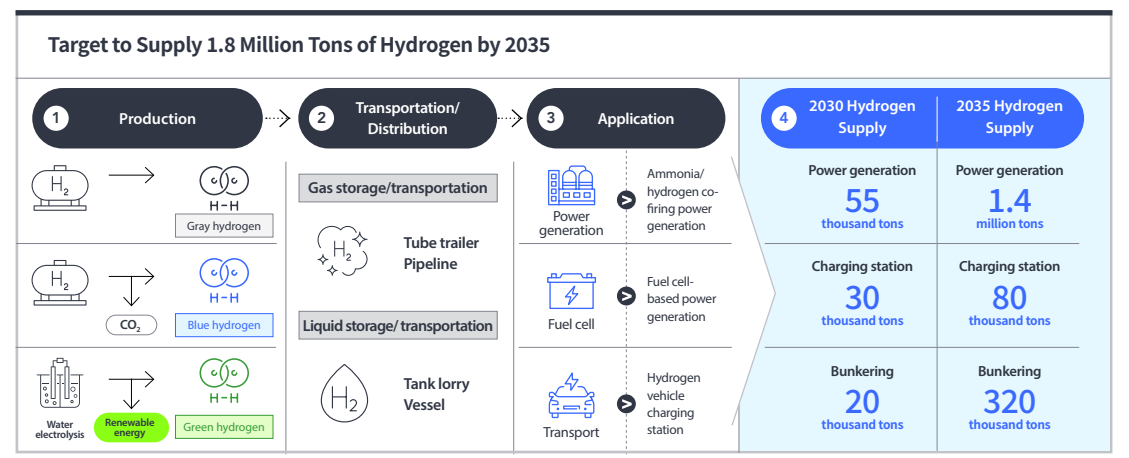 Target to Supply 1.8 Million Tons of Hydrogen by 2035
1
Production
H2
H-H
Gray hydrogen
H2
CO2
H-H
Blue hydrogen
Water
electrolysis
Renewable
energy
H-H
Green hydrogen
2
Transportation/
Distribution
Gas storage/transportation
H2
Tube trailer
Pipeline
Liquid storage/transportation
H2
Tank lorry
Vessel
3
Application
Power
generation
Ammonia/
hydrogen co-
firing power
generation
Fuel cell
Fuel cell-
based power
generation
Transport
Hydrogen
vehicle
charging
station
4
2030 Hydrogen
Supply
2035 Hydrogen
Supply
Power generation
55
thousand tons
Power generation
1.4
million tons
Charging station
30
thousand tons
Charging station
80
thousand tons
Bunkering
20
thousand tons
Bunkering
320
thousand tons